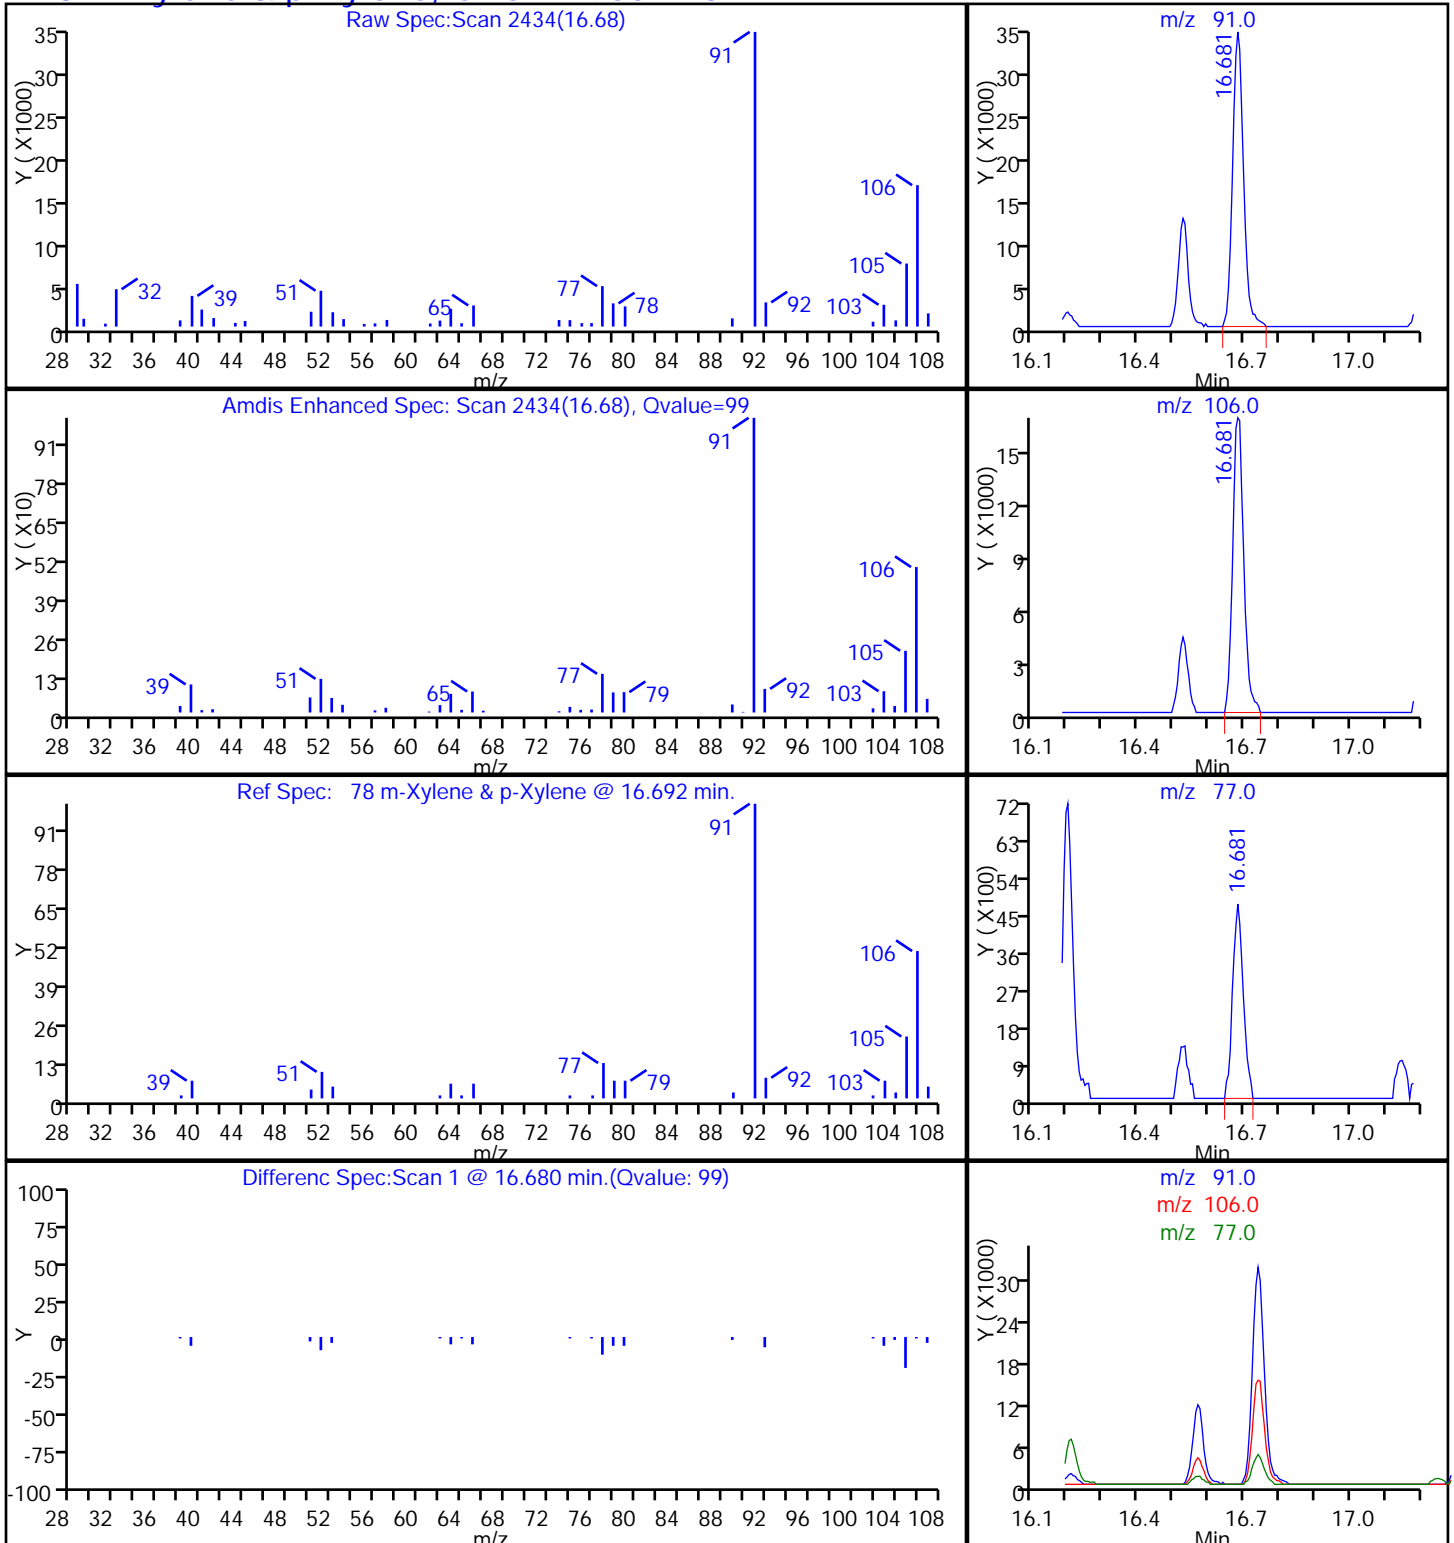 Raw Spec:Scan 2434(16.68)
Y ( X1000)
35
30
25
20
15
10
5
0
91
106
105
32
39
51
65
77
78
92
103
28 32 36 40 44 48 52 56 60 64 68 72 76 80 84 88 92 96 100 104 108
m/z
m/z 91.0
Y ( X1000)
35
30
25
20
15
10
5
0
16.681
16.1 16.4 16.7 17.0
Min
Amdis Enhanced Spec: Scan 2434(16.68), Qvalue=99
Y ( X10)
91
78
65
52
39
26
13
0
91
106
105
39
51
65
77
79
92
103
28 32 36 40 44 48 52 56 60 64 68 72 76 80 84 88 92 96 100 104 108
m/z
m/z 106.0
Y ( X1000)
15
12
9
6
3
0
16.681
16.1 16.4 16.7 17.0
Min
Ref Spec: 78 m-Xylene & p-Xylene @ 16.692 min.
Y
91
78
65
52
39
26
13
0
91
106
105
39
51
77
79
92
103
28 32 36 40 44 48 52 56 60 64 68 72 76 80 84 88 92 96 100 104 108
m/z
m/z 77.0
Y ( X100)
72
63
54
45
36
27
18
9
0
16.681
16.1 16.4 16.7 17.0
Min
Differenc Spec:Scan 1 @ 16.680 min.(Qvalue: 99)
Y
100
75
50
25
0
-25
-50
-75
-100
28 32 36 40 44 48 52 56 60 64 68 72 76 80 84 88 92 96 100 104 108
m/z
m/z 91.0
m/z 106.0
m/z 77.0
Y ( X1000)
30
24
18
12
6
0
16.1 16.4 16.7 17.0
Min